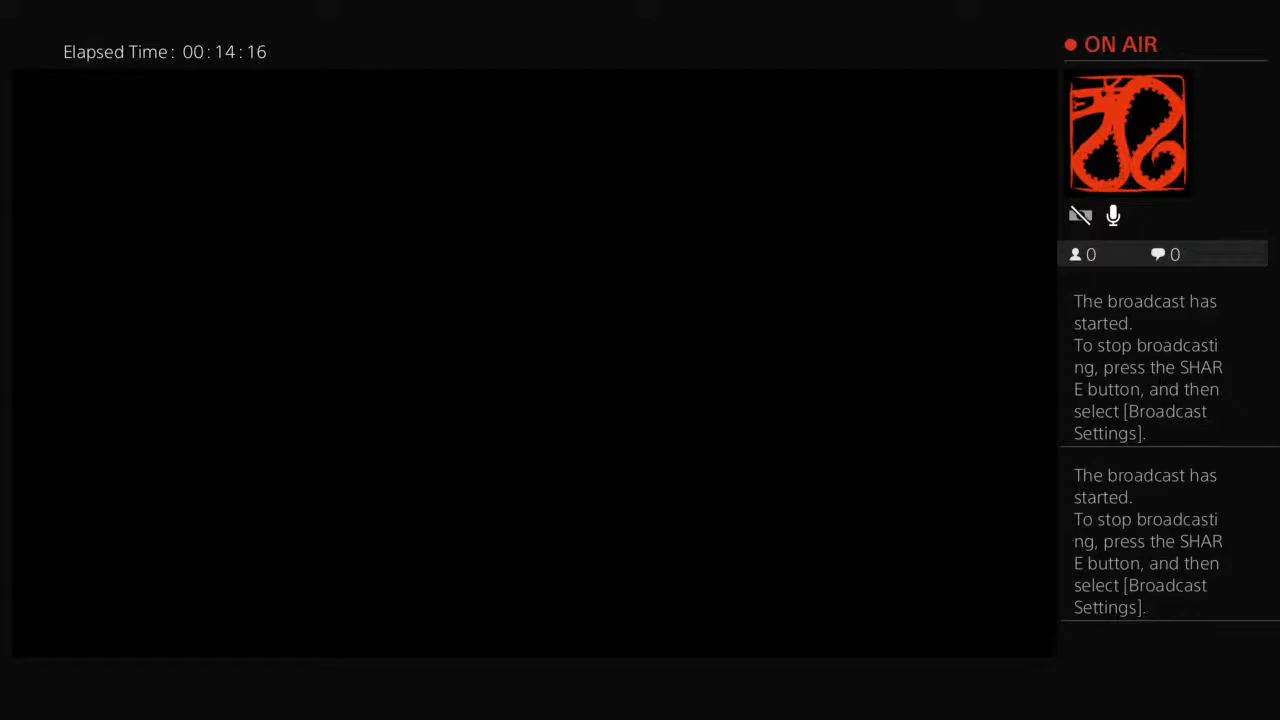 Elapsed Time: 00:14:16
ON AIR
0 0
The broadcast has
started.
To stop broadcasti
ng, press the SHAR
E button, and then
select [Broadcast
Settings].
The broadcast has
started.
To stop broadcasti
ng, press the SHAR
E button, and then
select [Broadcast
Settings].